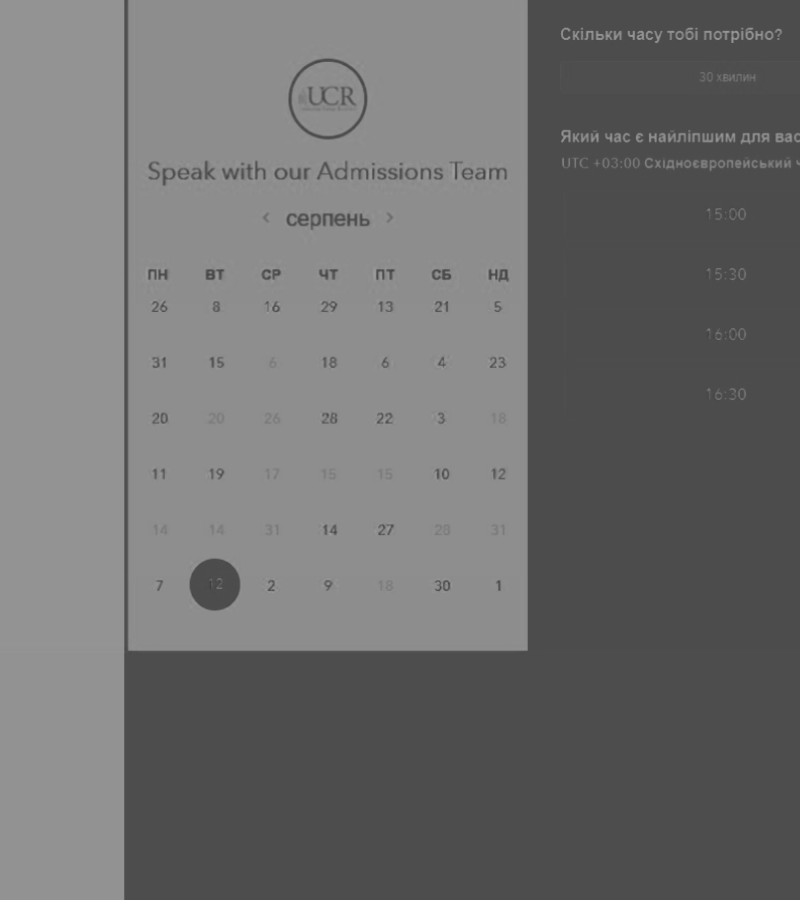 UCR
Speak with our Admissions Team
‹ серпень ›
ПН ВТ СР ЧТ ПТ СБ НД
26 8 16 29 13 21 5
31 15 6 18 6 4 23
20 20 26 28 22 3 18
11 19 17 15 15 10 12
14 14 31 14 27 28 31
7 12 2 9 18 30 1
Скільки часу тобі потрібно?
30 хвилин
Який час є найліпшим для вас
UTC +03:00 Східноєвропейський ч
15:00
15:30
16:00
16:30